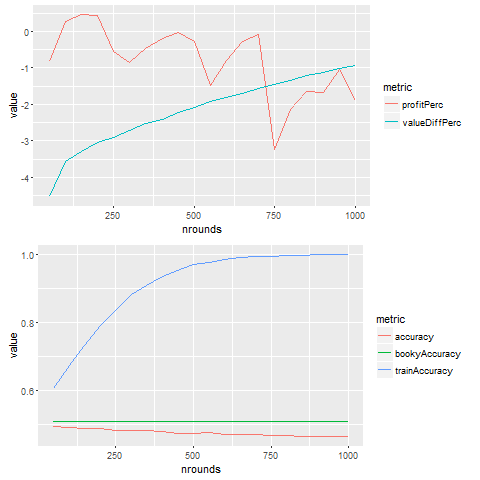 0
-1
-2
-3
-4
value
250
500
750
1000
nrounds
metric
profitPerc
valueDiffPerc
1.0
0.8
0.6
value
250
500
750
1000
nrounds
metric
accuracy
bookyAccuracy
trainAccuracy